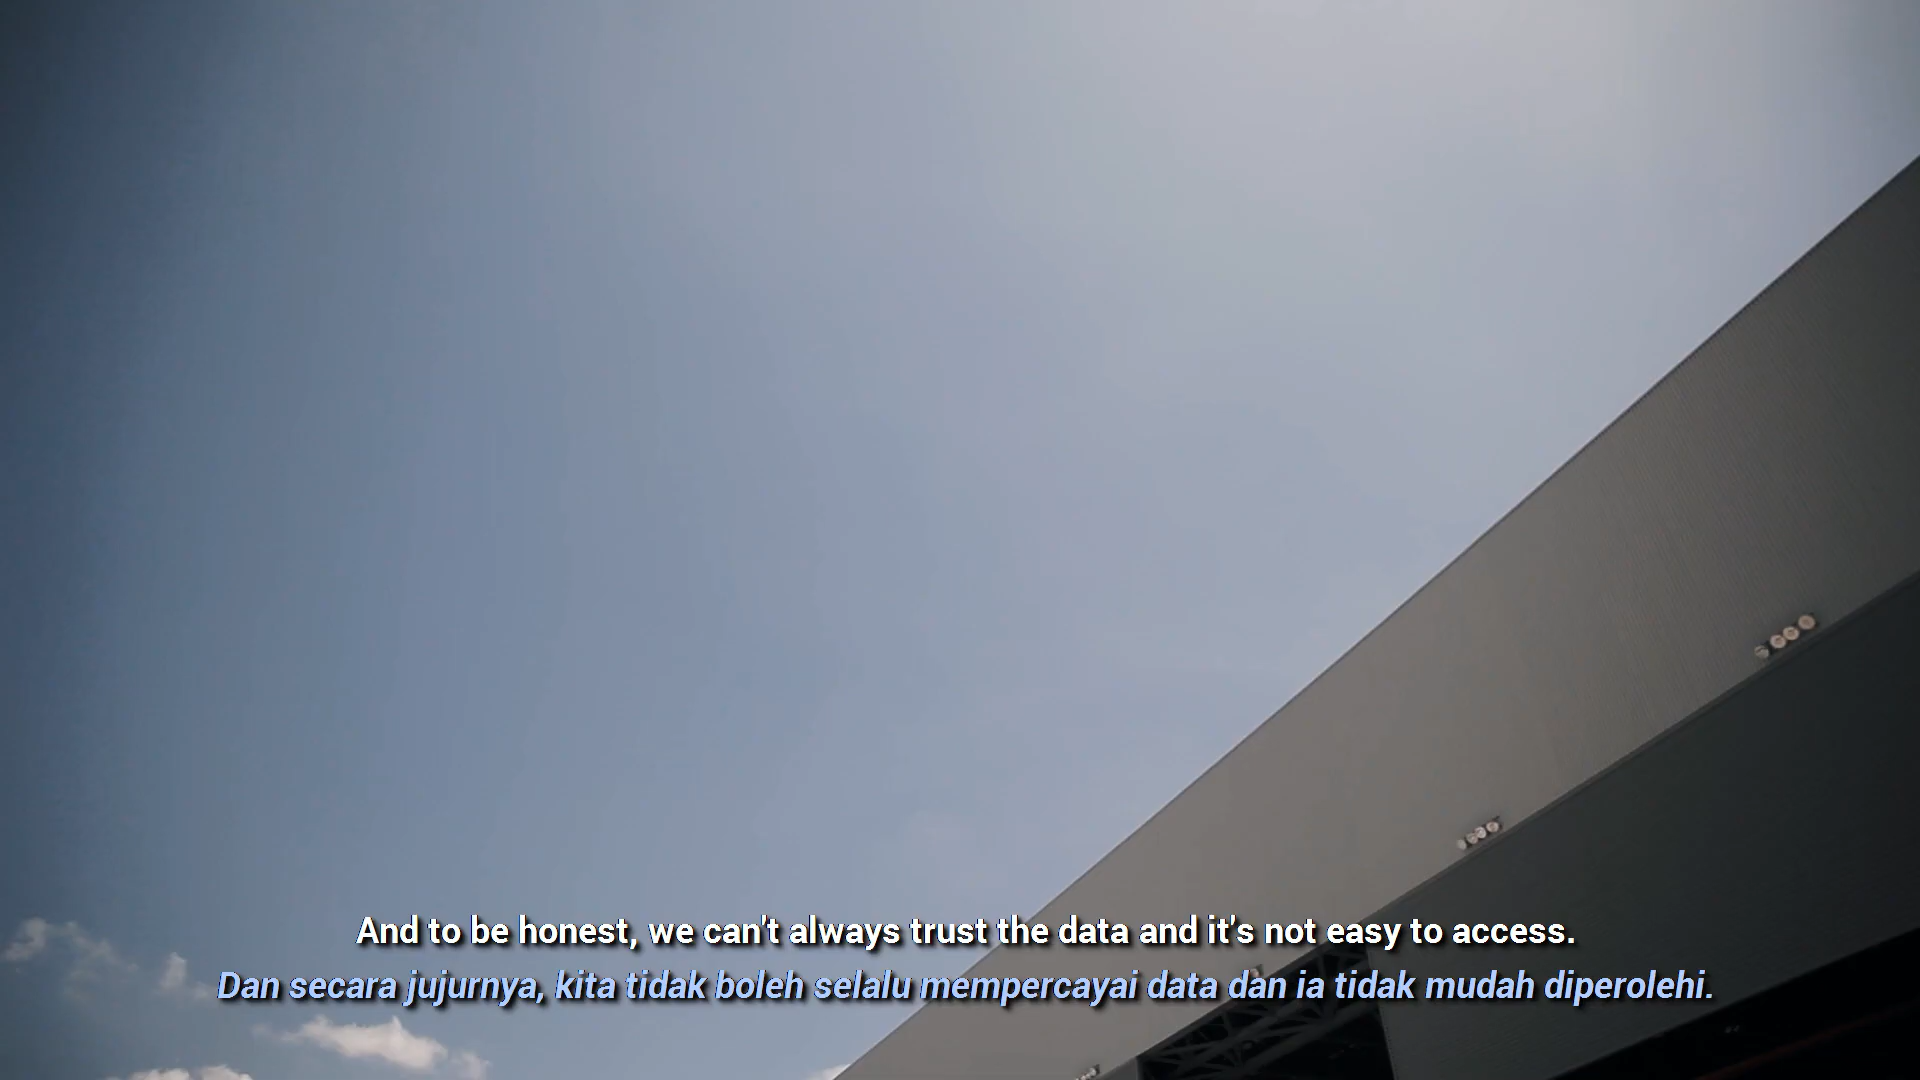 And to be honest, we can't always trust the data and it's not easy to access.
Dan secara jujurnya, kita tidak boleh selalu mempercayai data dan ia tidak mudah diperolehi.